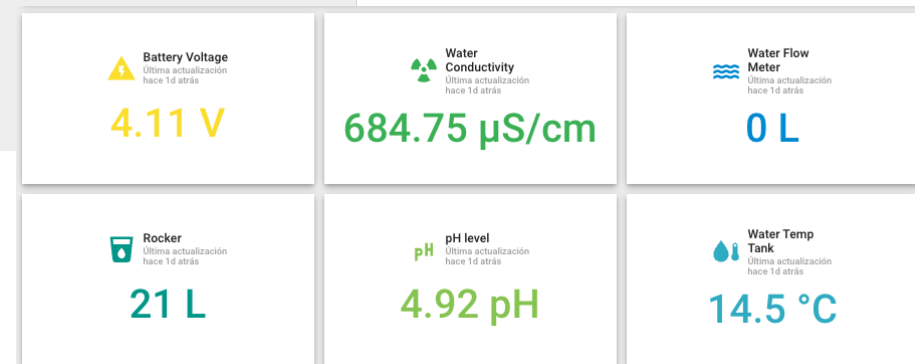 Battery Voltage
Última actualización
hace 1d atrás
4.11 V
Water
Conductivity
Última actualización
hace 1d atrás
684.75 µS/cm
Water Flow
Meter
Última actualización
hace 1d atrás
0 L
Rocker
Última actualización
hace 1d atrás
21 L
pH
pH level
Última actualización
hace 1d atrás
4.92 pH
Water Temp
Tank
Última actualización
hace 1d atrás
14.5 °C